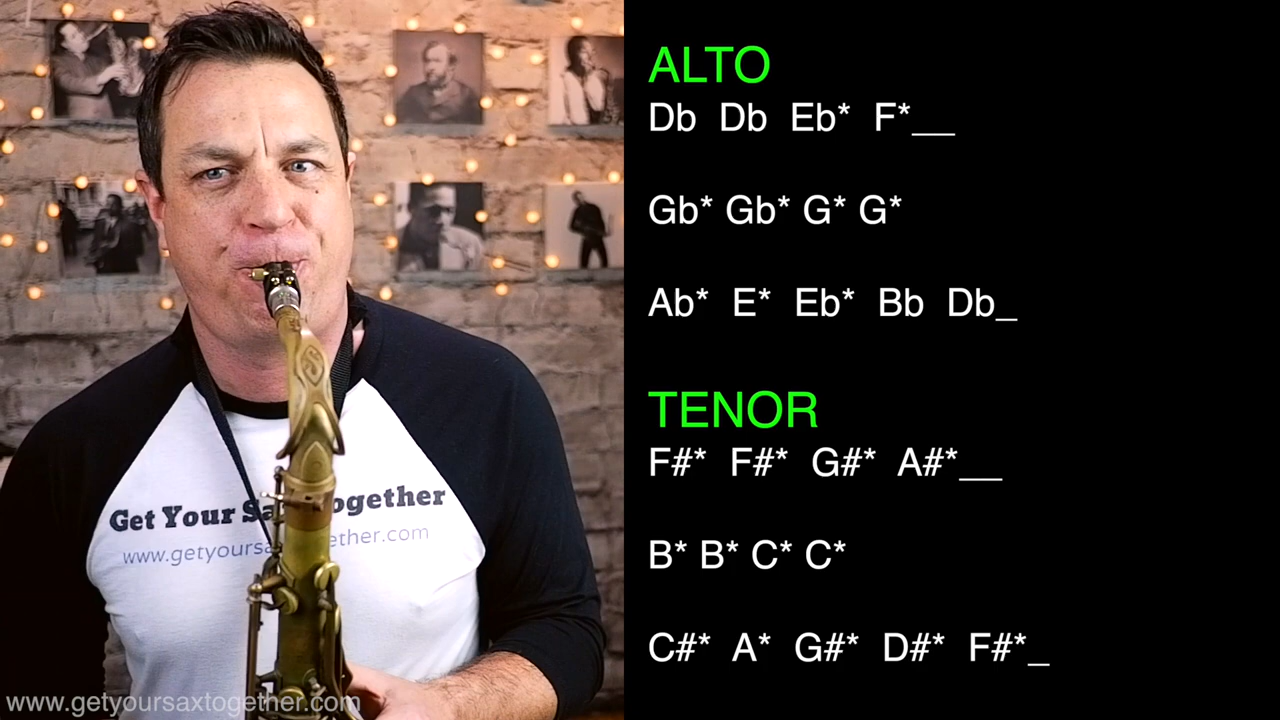 ALTO
Db Db Eb* F*__
Gb* Gb* G* G*
Ab* E* Eb* Bb Db_
TENOR
F#* F#* G#* A#*__
B* B* C* C*
C#* A* G#* D#* F#*_
Get Your Sax Together
www.getyoursaxtogether.com
www.getyoursaxtogether.com